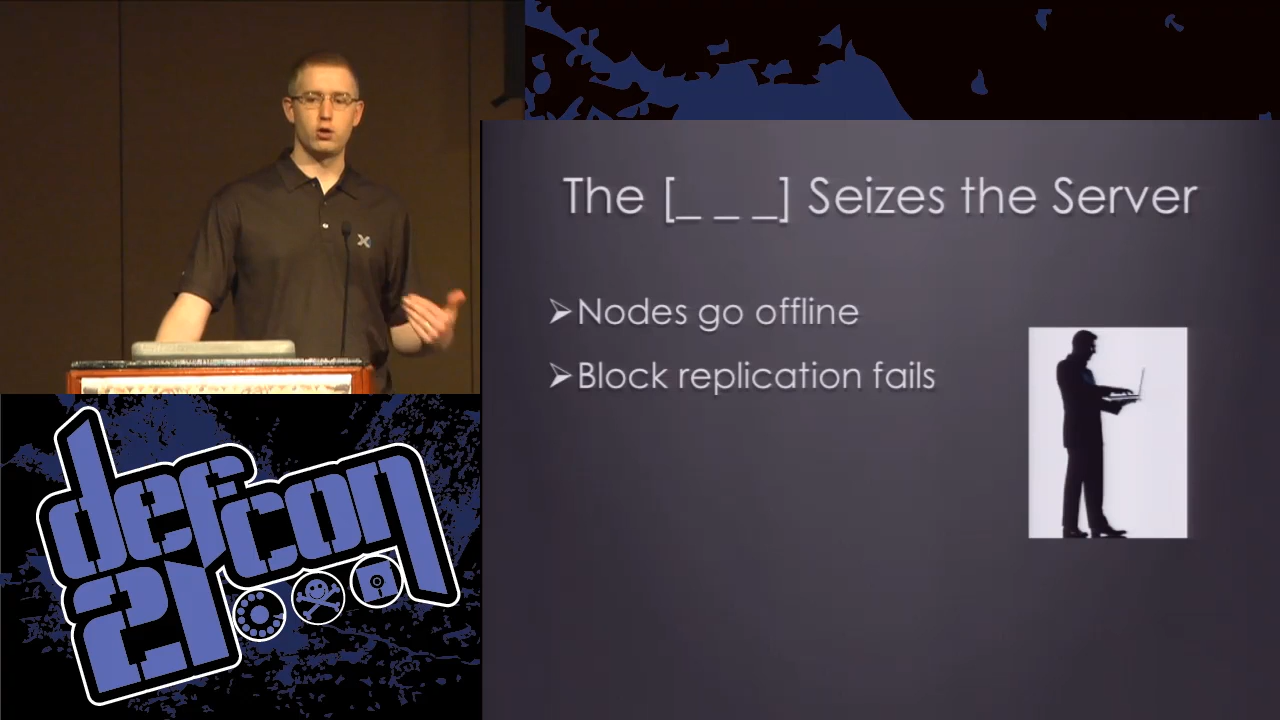 The [_ _ _] Seizes the Server
➢Nodes go offline
➢Block replication fails
defcon
21